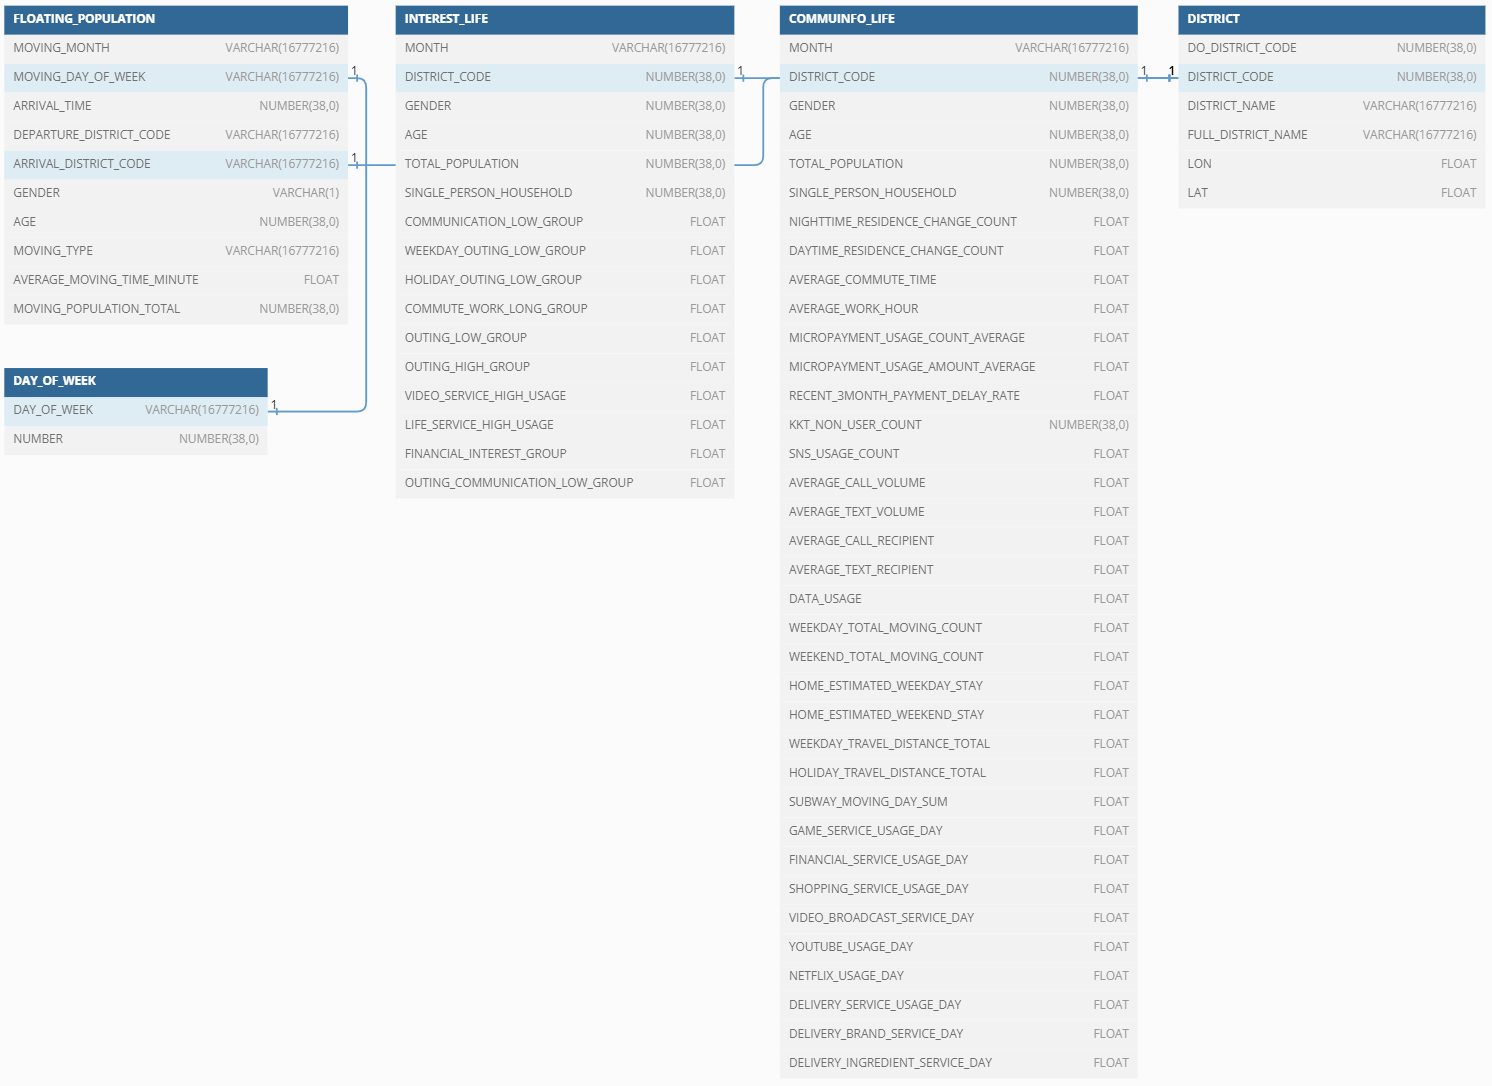 FLOATING_POPULATION
MOVING_MONTH VARCHAR(16777216)
MOVING_DAY_OF_WEEK VARCHAR(16777216) 1
ARRIVAL_TIME NUMBER(38,0)
DEPARTURE_DISTRICT_CODE VARCHAR(16777216)
ARRIVAL_DISTRICT_CODE VARCHAR(16777216) 1
GENDER VARCHAR(1)
AGE NUMBER(38,0)
MOVING_TYPE VARCHAR(16777216)
AVERAGE_MOVING_TIME_MINUTE FLOAT
MOVING_POPULATION_TOTAL NUMBER(38,0)
DAY_OF_WEEK
DAY_OF_WEEK VARCHAR(16777216) 1
NUMBER NUMBER(38,0)
INTEREST_LIFE
MONTH VARCHAR(16777216)
DISTRICT_CODE NUMBER(38,0) 1
GENDER NUMBER(38,0)
AGE NUMBER(38,0)
TOTAL_POPULATION NUMBER(38,0)
SINGLE_PERSON_HOUSEHOLD NUMBER(38,0)
COMMUNICATION_LOW_GROUP FLOAT
WEEKDAY_OUTING_LOW_GROUP FLOAT
HOLIDAY_OUTING_LOW_GROUP FLOAT
COMMUTE_WORK_LONG_GROUP FLOAT
OUTING_LOW_GROUP FLOAT
OUTING_HIGH_GROUP FLOAT
VIDEO_SERVICE_HIGH_USAGE FLOAT
LIFE_SERVICE_HIGH_USAGE FLOAT
FINANCIAL_INTEREST_GROUP FLOAT
OUTING_COMMUNICATION_LOW_GROUP FLOAT
COMMUINFO_LIFE
MONTH VARCHAR(16777216)
DISTRICT_CODE NUMBER(38,0) 1 1
GENDER NUMBER(38,0)
AGE NUMBER(38,0)
TOTAL_POPULATION NUMBER(38,0)
SINGLE_PERSON_HOUSEHOLD NUMBER(38,0)
NIGHTTIME_RESIDENCE_CHANGE_COUNT FLOAT
DAYTIME_RESIDENCE_CHANGE_COUNT FLOAT
AVERAGE_COMMUTE_TIME FLOAT
AVERAGE_WORK_HOUR FLOAT
MICROPAYMENT_USAGE_COUNT_AVERAGE FLOAT
MICROPAYMENT_USAGE_AMOUNT_AVERAGE FLOAT
RECENT_3MONTH_PAYMENT_DELAY_RATE FLOAT
KKT_NON_USER_COUNT NUMBER(38,0)
SNS_USAGE_COUNT FLOAT
AVERAGE_CALL_VOLUME FLOAT
AVERAGE_TEXT_VOLUME FLOAT
AVERAGE_CALL_RECIPIENT FLOAT
AVERAGE_TEXT_RECIPIENT FLOAT
DATA_USAGE FLOAT
WEEKDAY_TOTAL_MOVING_COUNT FLOAT
WEEKEND_TOTAL_MOVING_COUNT FLOAT
HOME_ESTIMATED_WEEKDAY_STAY FLOAT
HOME_ESTIMATED_WEEKEND_STAY FLOAT
WEEKDAY_TRAVEL_DISTANCE_TOTAL FLOAT
HOLIDAY_TRAVEL_DISTANCE_TOTAL FLOAT
SUBWAY_MOVING_DAY_SUM FLOAT
GAME_SERVICE_USAGE_DAY FLOAT
FINANCIAL_SERVICE_USAGE_DAY FLOAT
SHOPPING_SERVICE_USAGE_DAY FLOAT
VIDEO_BROADCAST_SERVICE_DAY FLOAT
YOUTUBE_USAGE_DAY FLOAT
NETFLIX_USAGE_DAY FLOAT
DELIVERY_SERVICE_USAGE_DAY FLOAT
DELIVERY_BRAND_SERVICE_DAY FLOAT
DELIVERY_INGREDIENT_SERVICE_DAY FLOAT
DISTRICT
DO_DISTRICT_CODE NUMBER(38,0)
DISTRICT_CODE NUMBER(38,0)
DISTRICT_NAME VARCHAR(16777216)
FULL_DISTRICT_NAME VARCHAR(16777216)
LON FLOAT
LAT FLOAT